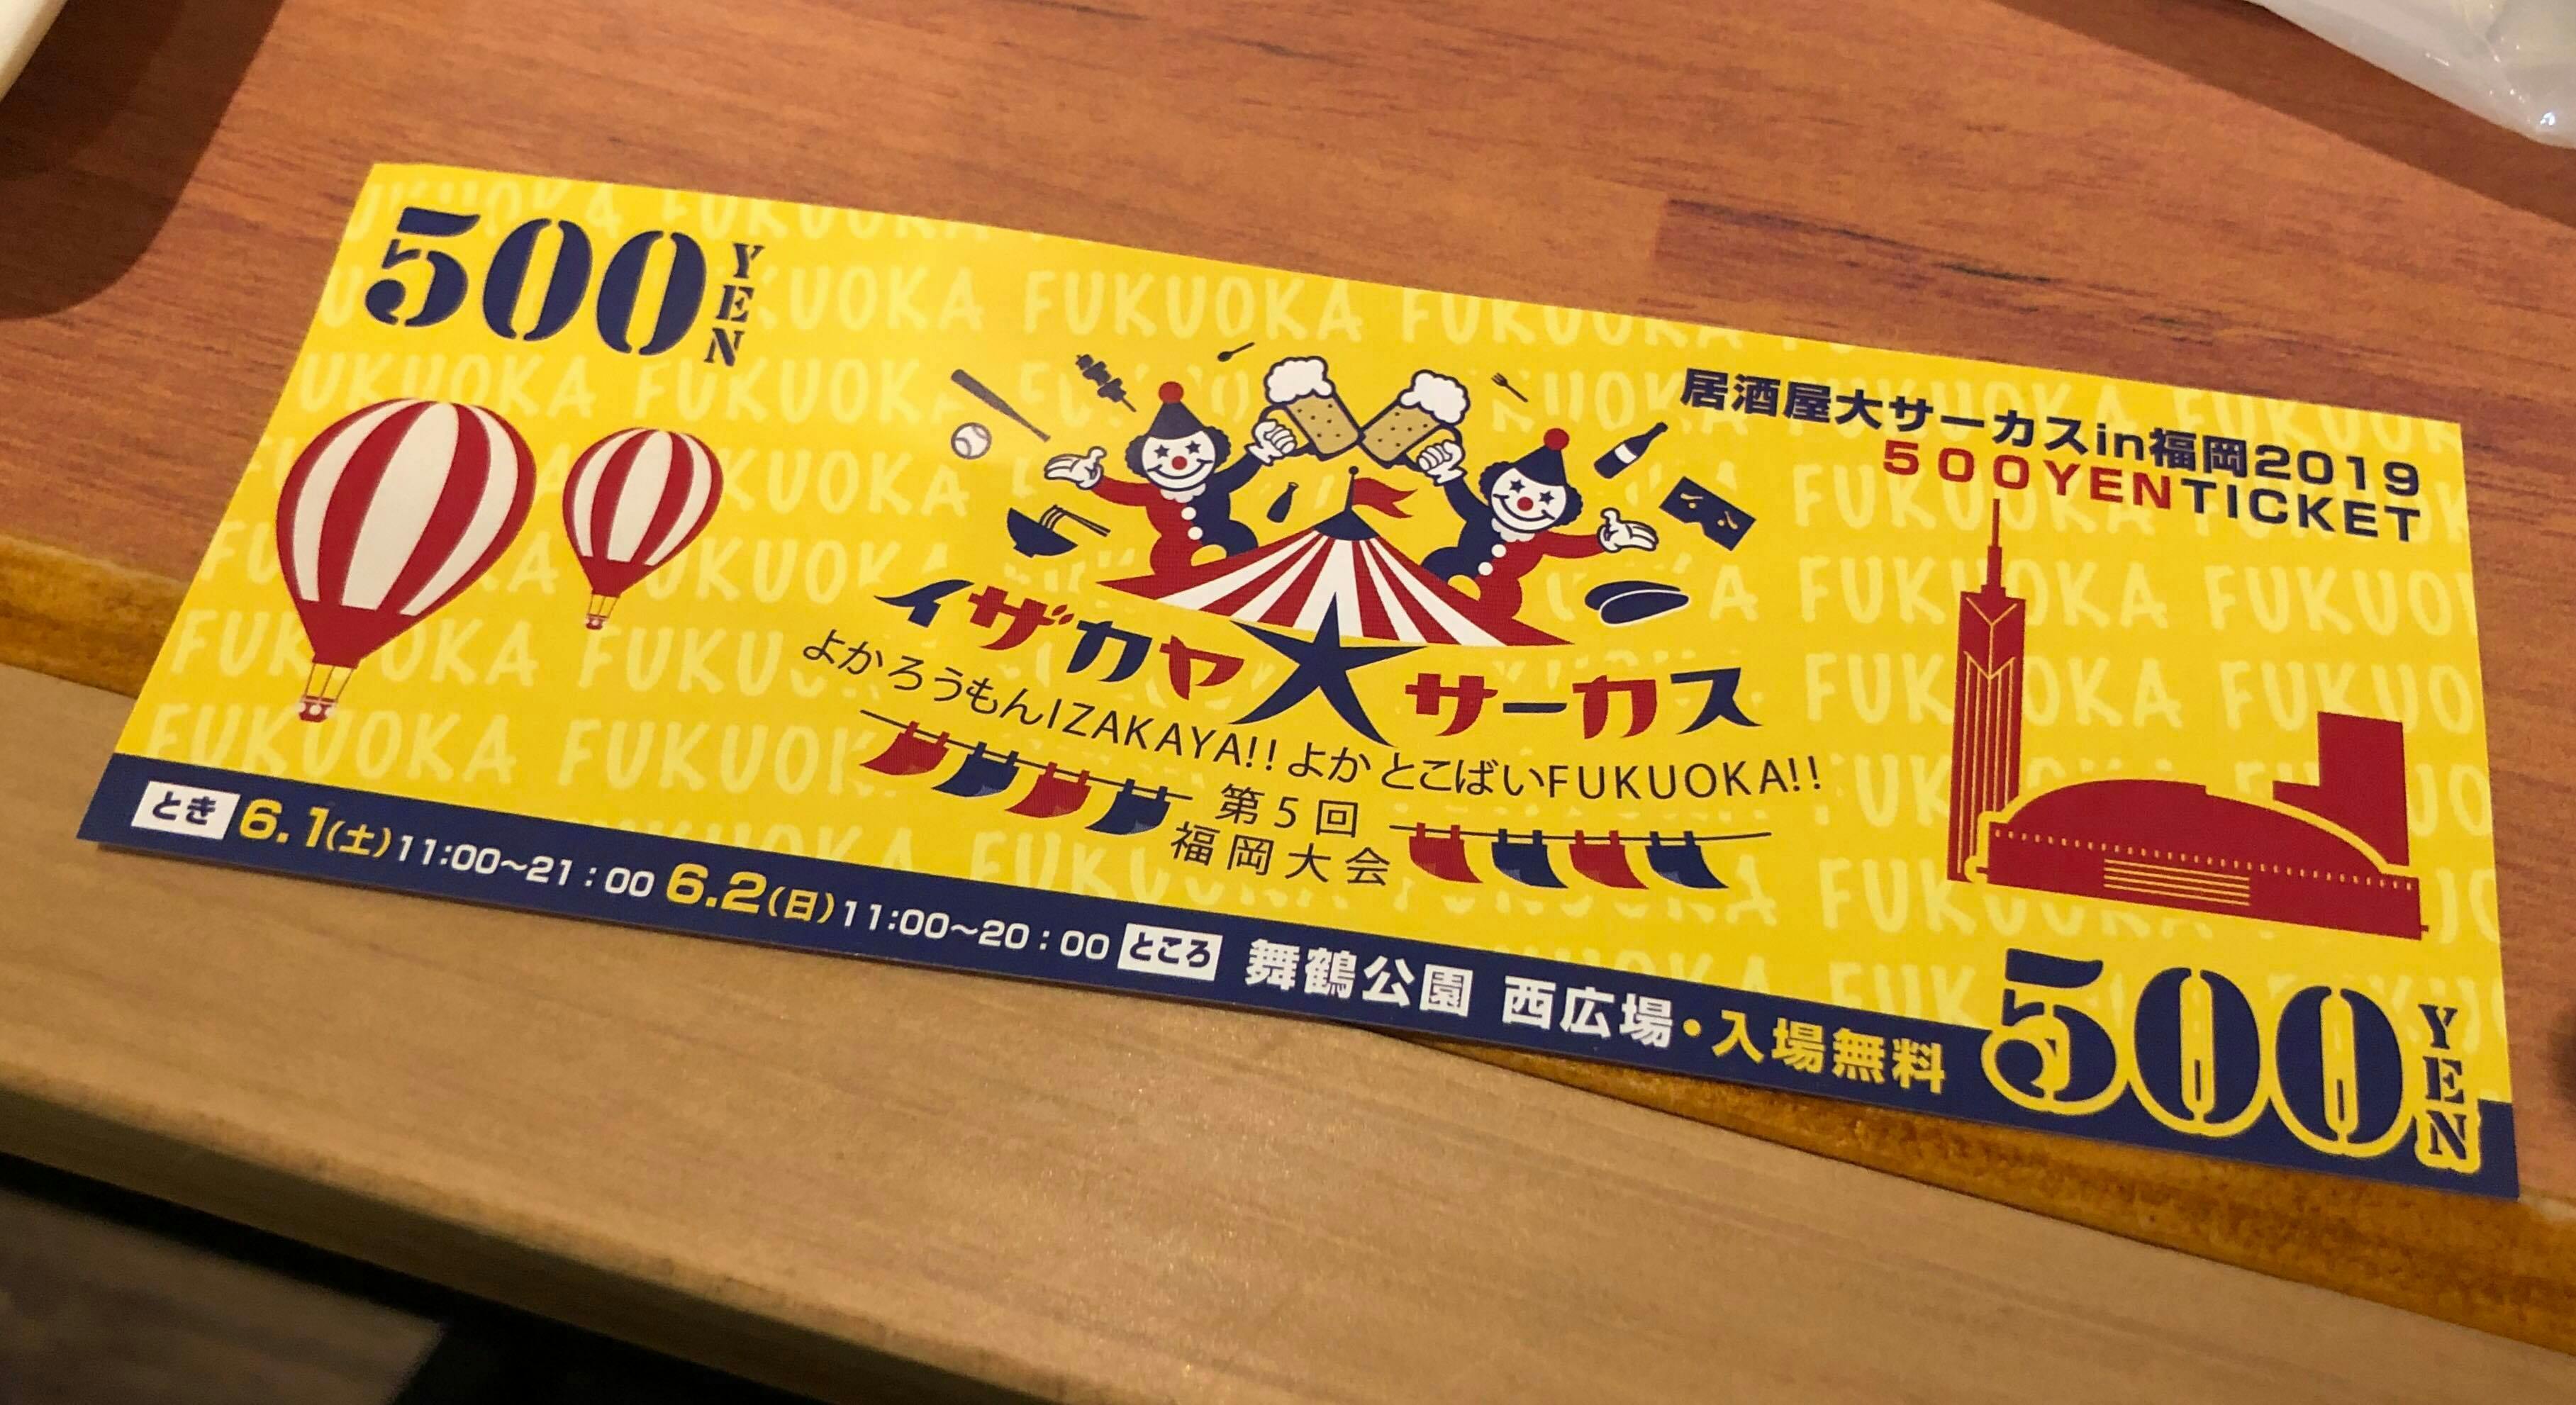 500 YEN
居酒屋大サーカスin福岡2019
500YENTICKET
イザカヤ大サーカス
よかろうもんIZAKAYA!! よかとこばいFUKUOKA!!
第5回
福岡大会
とき 6.1(土)11:00~21:00 6.2(日)11:00~20:00 ところ 舞鶴公園 西広場・入場無料
500 YEN
FUKUOKA FUKUOKA FUKUOKA